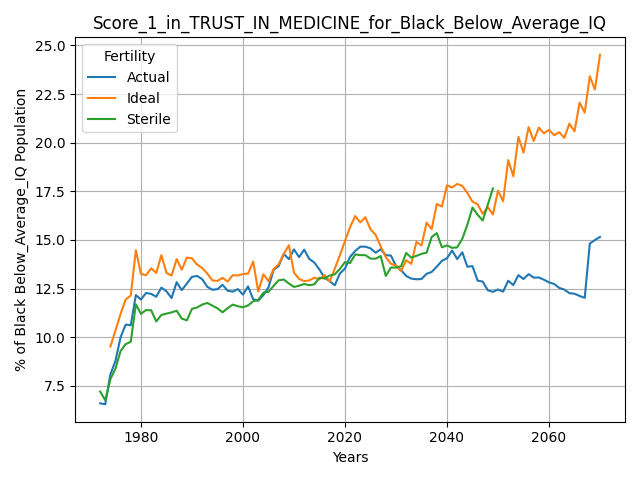 Score_1_in_TRUST_IN_MEDICINE_for_Black_Below_Average_IQ
% of Black Below_Average_IQ Population
25.0
22.5
20.0
17.5
15.0
12.5
10.0
7.5
Fertility
Actual
Ideal
Sterile
1980 2000 2020 2040 2060
Years